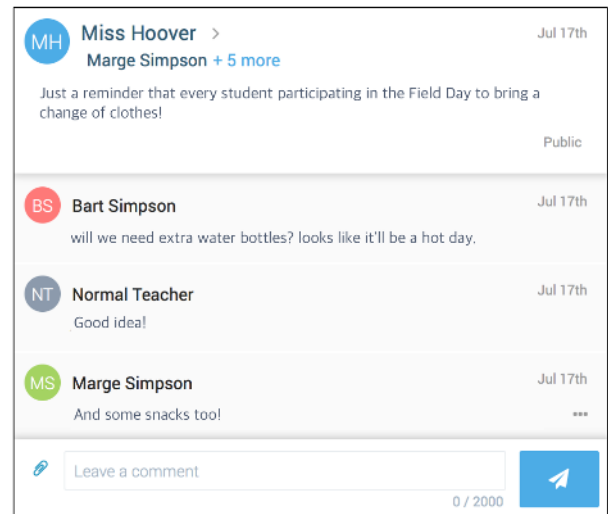 MH Miss Hoover > Jul 17th
Marge Simpson + 5 more
Just a reminder that every student participating in the Field Day to bring a
change of clothes!
Public
BS Bart Simpson Jul 17th
will we need extra water bottles? looks like it'll be a hot day.
NT Normal Teacher Jul 17th
Good idea!
MS Marge Simpson Jul 17th
And some snacks too!
Leave a comment
0 / 2000